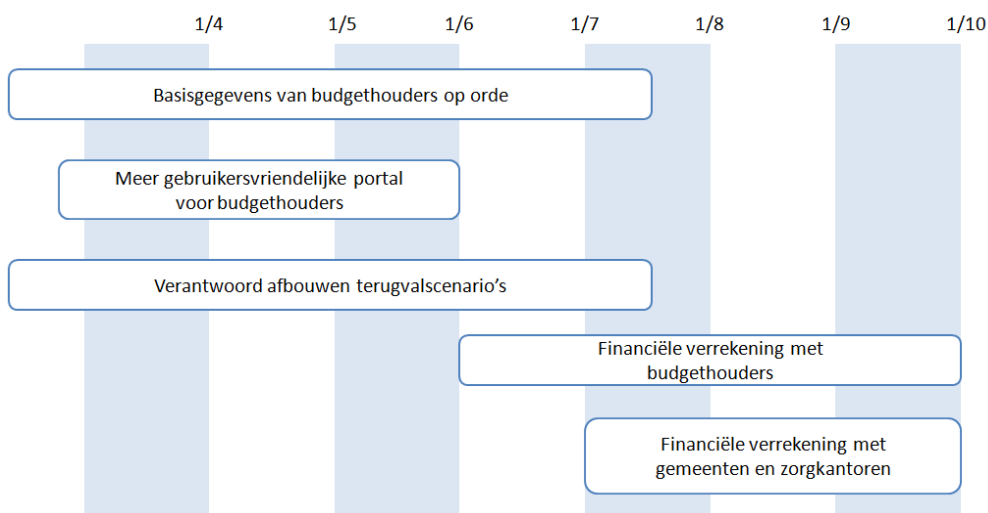 1/4 1/5 1/6 1/7 1/8 1/9 1/10
Basisgegevens van budgethouders op orde
Meer gebruikersvriendelijke portal
voor budgethouders
Verantwoord afbouwen terugvalscenario’s
Financiële verrekening met
budgethouders
Financiële verrekening met
gemeenten en zorgkantoren